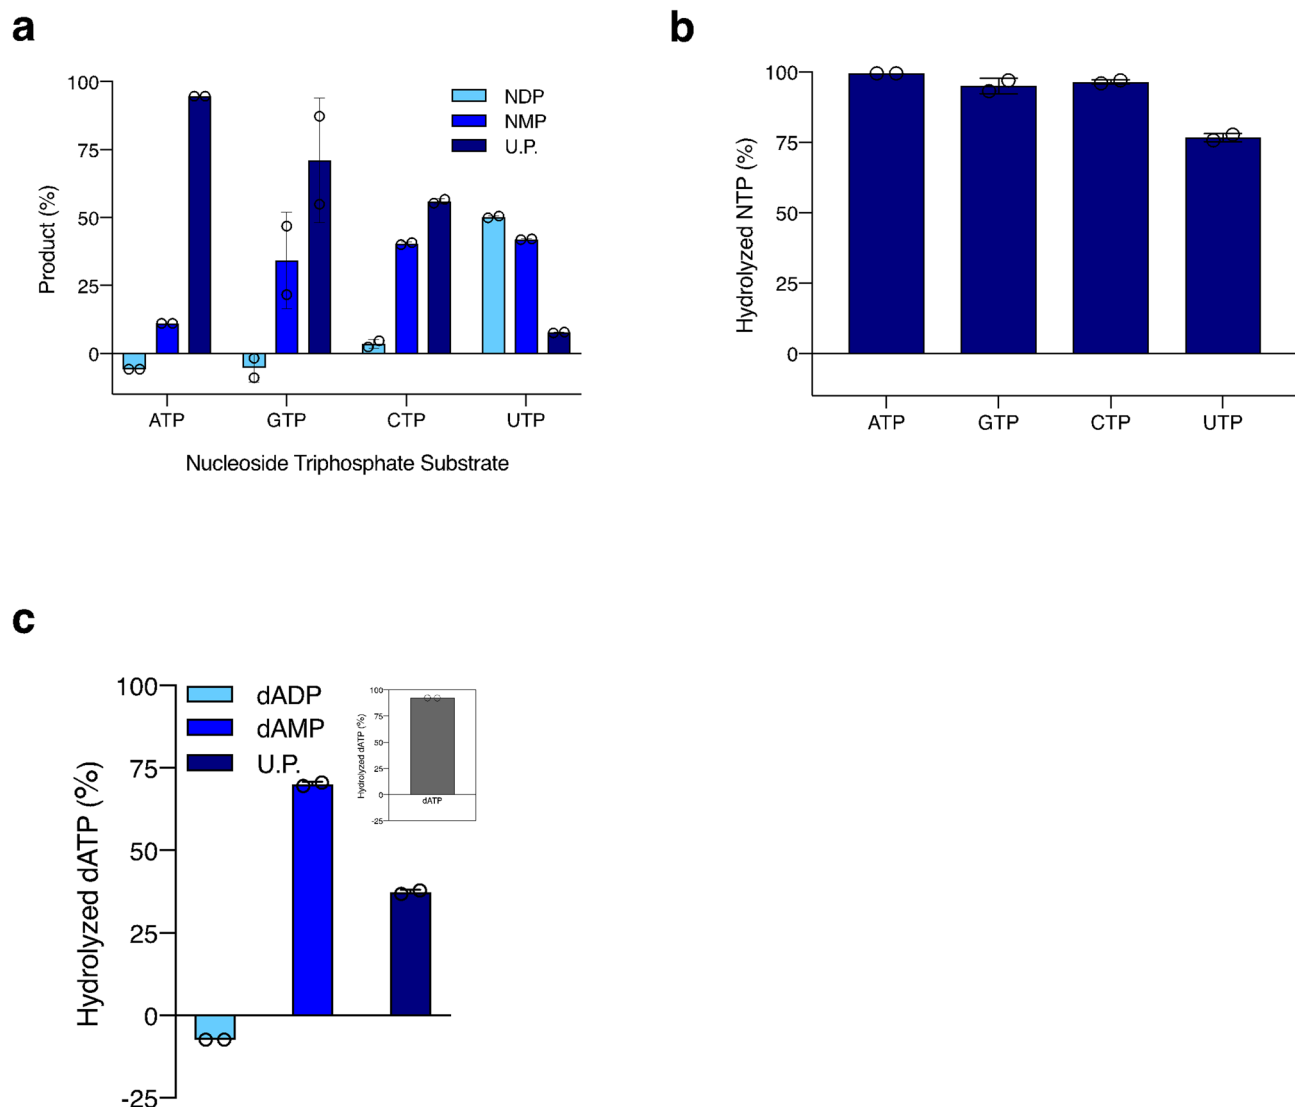 a
100
75
50
25
0
Product (%)
NDP
NMP
U.P.
ATP GTP CTP UTP
Nucleoside Triphosphate Substrate
b
100
75
50
25
0
Hydrolyzed NTP (%)
ATP GTP CTP UTP
c
100
75
50
25
0
-25
Hydrolyzed dATP (%)
dADP
dAMP
U.P.
100
75
50
25
0
-25
Hydrolyzed dATP (%)
dATP